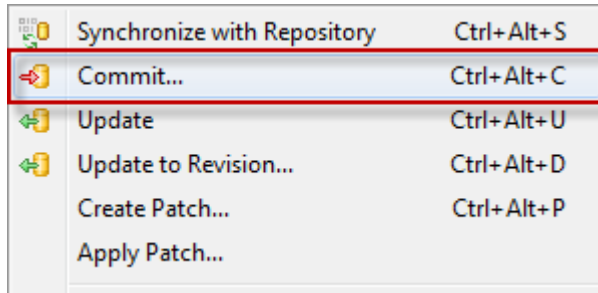 Synchronize with Repository Ctrl+Alt+S
Commit... Ctrl+Alt+C
Update Ctrl+Alt+U
Update to Revision... Ctrl+Alt+D
Create Patch... Ctrl+Alt+P
Apply Patch...